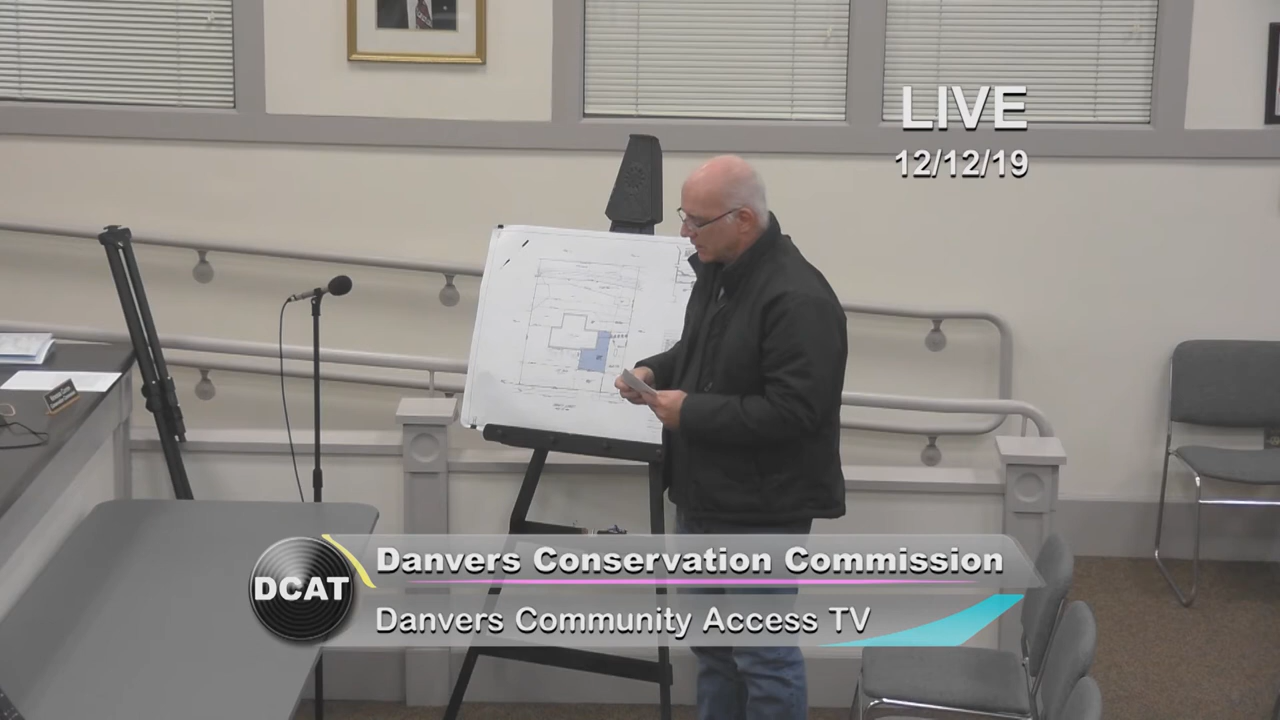 LIVE
12/12/19
DCAT
Danvers Conservation Commission
Danvers Community Access TV